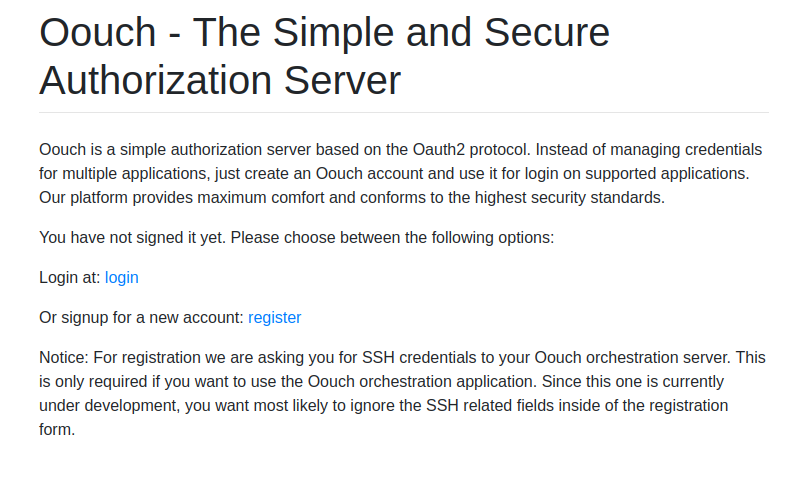 Oouch - The Simple and Secure
Authorization Server
Oouch is a simple authorization server based on the Oauth2 protocol. Instead of managing credentials
for multiple applications, just create an Oouch account and use it for login on supported applications.
Our platform provides maximum comfort and conforms to the highest security standards.
You have not signed it yet. Please choose between the following options:
Login at: login
Or signup for a new account: register
Notice: For registration we are asking you for SSH credentials to your Oouch orchestration server. This
is only required if you want to use the Oouch orchestration application. Since this one is currently
under development, you want most likely to ignore the SSH related fields inside of the registration
form.